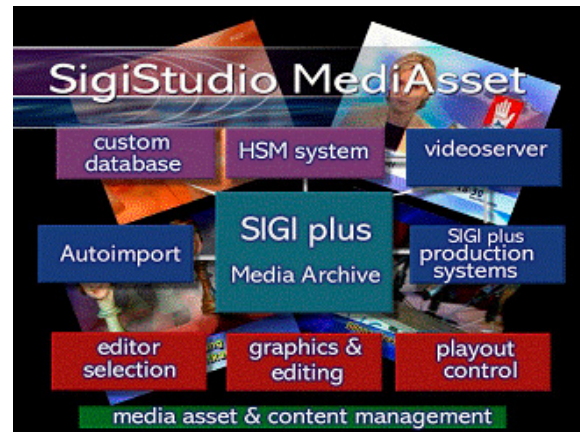 SigiStudio MediAsset
custom
database
HSM system
videoserver
Autoimport
SIGI plus
Media Archive
SIGI plus
production
systems
editor
selection
graphics &
editing
playout
control
media asset & content management